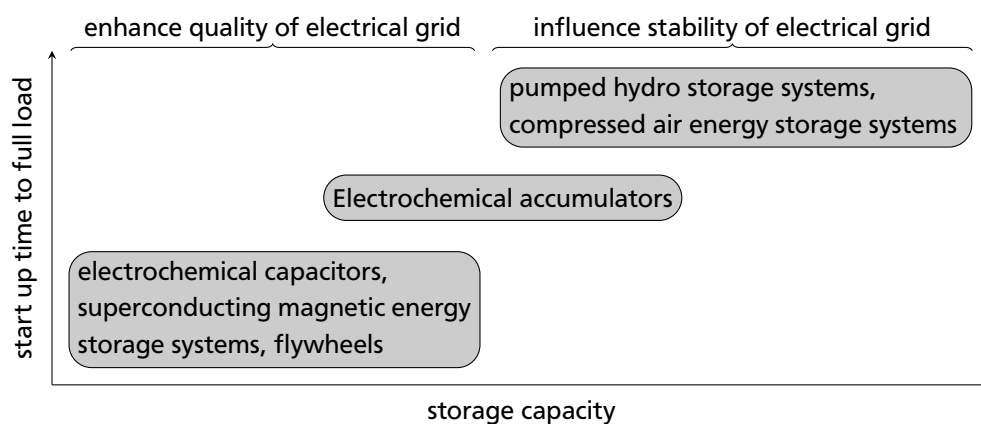 enhance quality of electrical grid
influence stability of electrical grid
start up time to full load
pumped hydro storage systems,
compressed air energy storage systems
Electrochemical accumulators
electrochemical capacitors,
superconducting magnetic energy
storage systems, flywheels
storage capacity